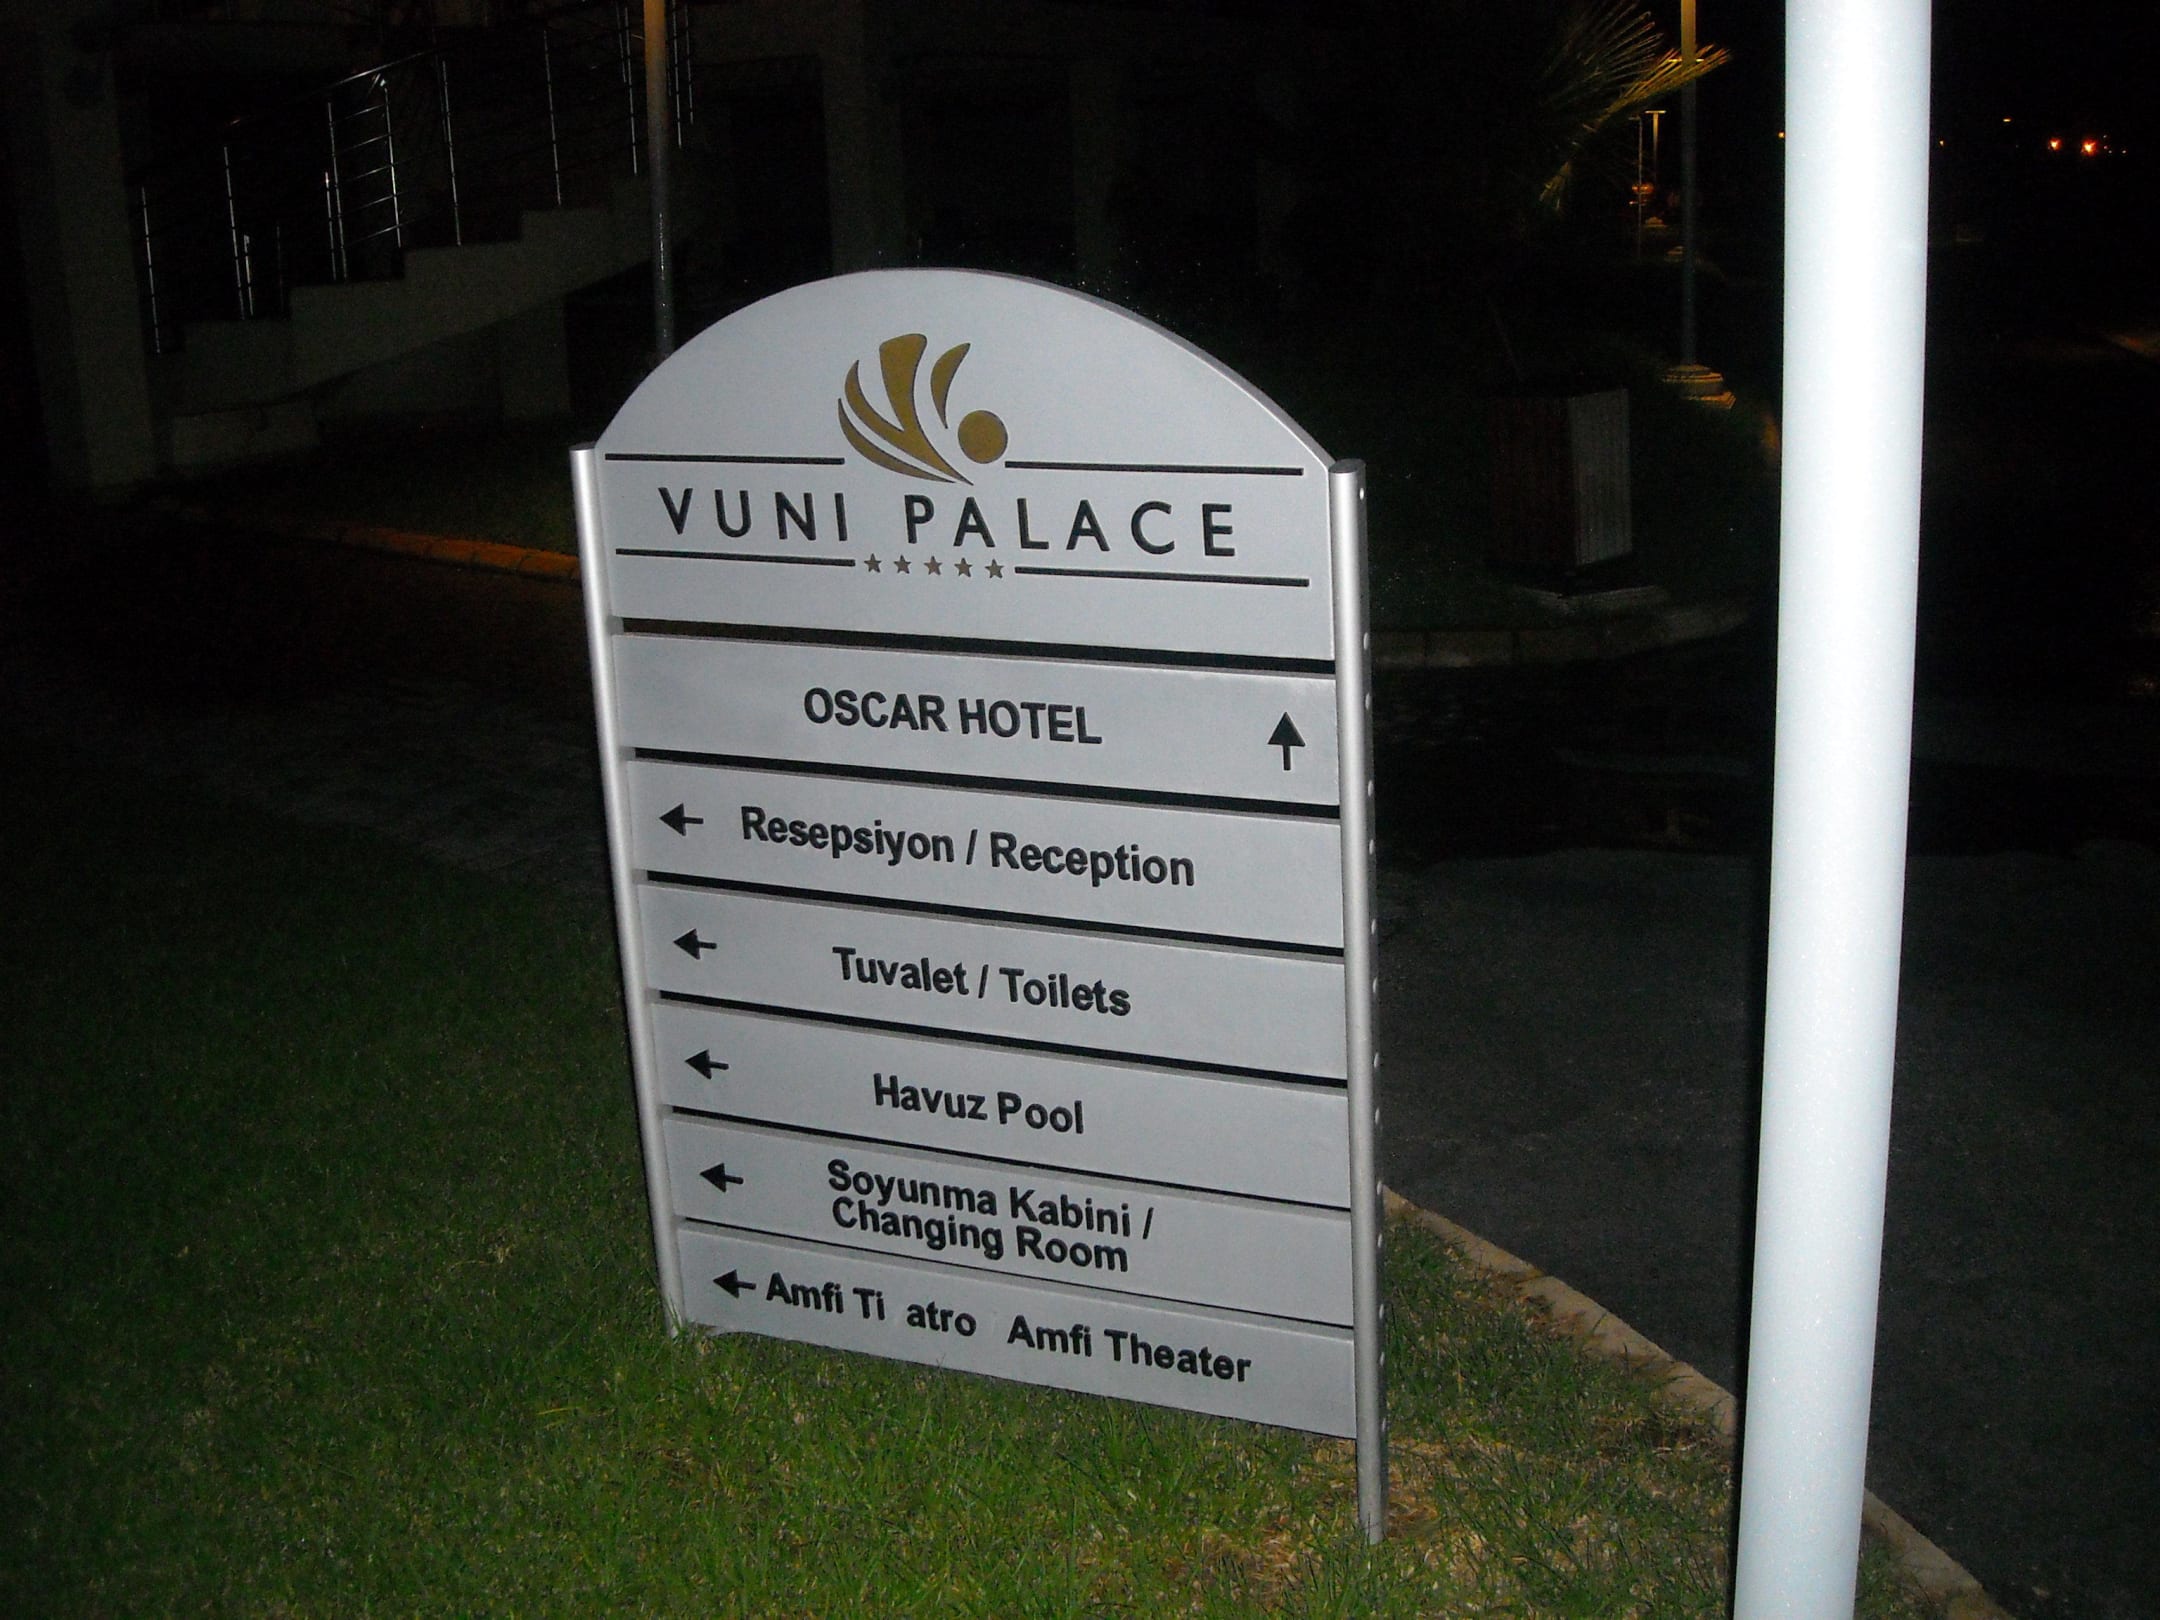 VUNI PALACE
OSCAR HOTEL
Resepsiyon / Reception
Tuvalet / Toilets
Havuz Pool
Soyunma Kabini /
Changing Room
Amfi Ti atro Amfi Theater